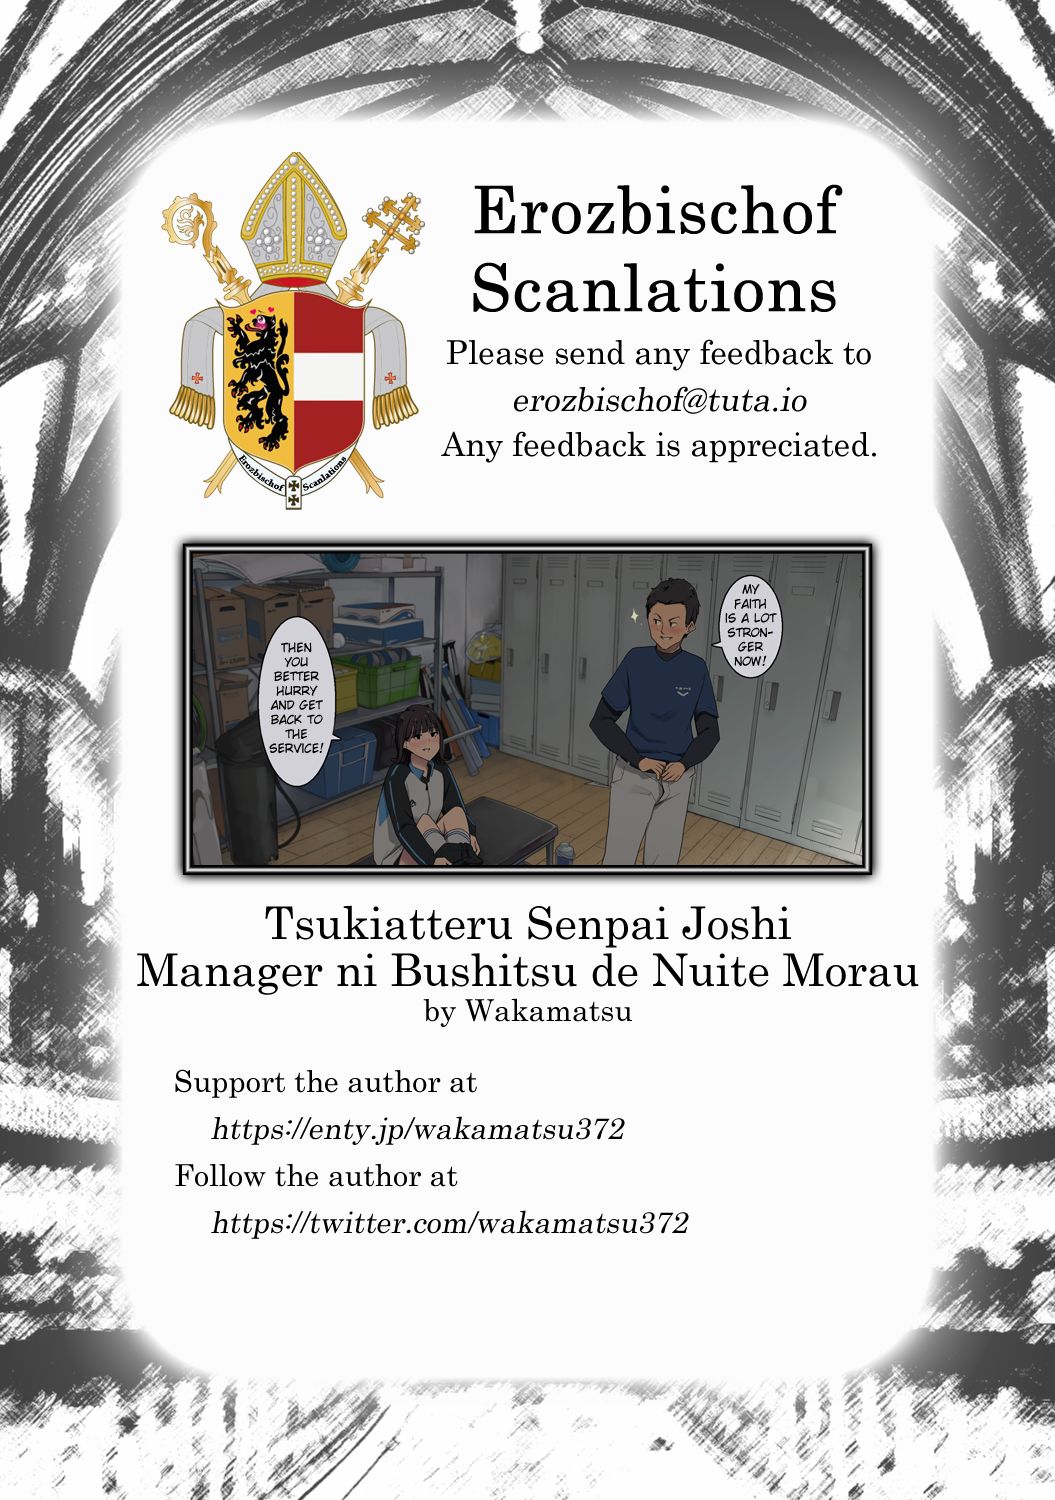 Erozbischof
Scanlations
Please send any feedback to
erozbischof@tuta.io
Any feedback is appreciated.
Erozbischof Scanlations
THEN
YOU
BETTER
HURRY
AND GET
BACK TO
THE
SERVICE!
MY
FAITH
IS A LOT
STRON-
GER
NOW!
Tsukiatteru Senpai Joshi
Manager ni Bushitsu de Nuite Morau
by Wakamatsu
Support the author at
https://enty.jp/wakamatsu372
Follow the author at
https://twitter.com/wakamatsu372